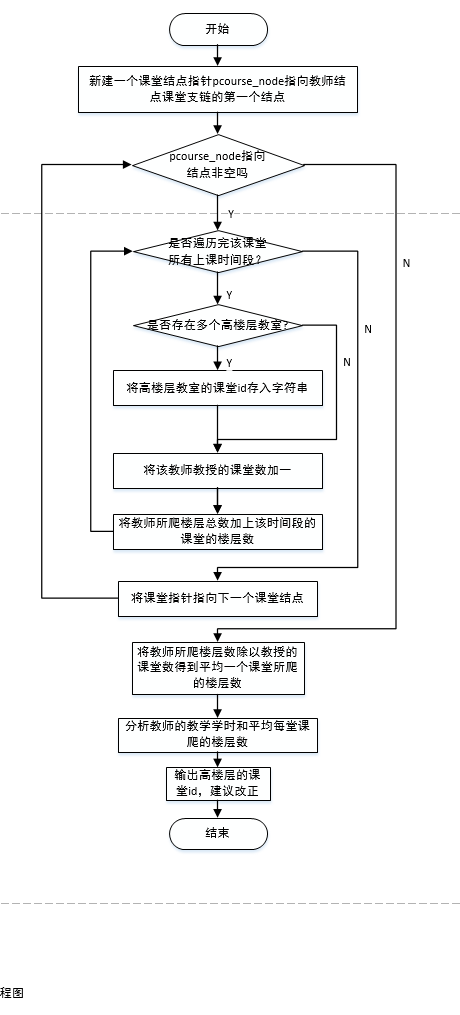 开始
新建一个课堂结点指针pcourse_node指向教师结
点课堂支链的第一个结点
pcourse_node指向
结点非空吗
Y
是否遍历完该课堂
所有上课时间段?
N
Y
是否存在多个高楼层教室?
N
Y
N
将高楼层教室的课堂id存入字符串
将该教师教授的课堂数加一
将教师所爬楼层总数加上该时间段的
课堂的楼层数
将课堂指针指向下一个课堂结点
将教师所爬楼层数除以教授的
课堂数得到平均一个课堂所爬
的楼层数
分析教师的教学学时和平均每堂课
爬的楼层数
输出高楼层的课
堂id，建议改正
结束
程图